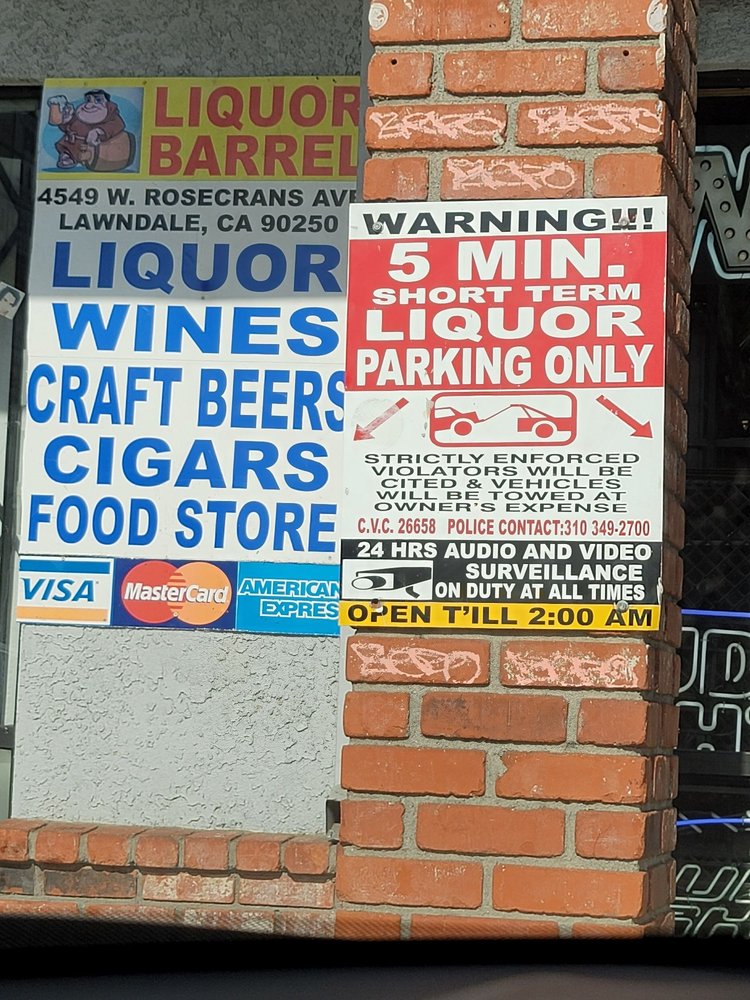 LIQUOR
BARREL
4549 W. ROSECRANS AV
LAWNDALE, CA 90250
LIQUOR
WINES
CRAFT BEERS
CIGARS
FOOD STORE
VISA
MasterCard
AMERICAN
EXPRES
WARNING!!!
5 MIN.
SHORT TERM
LIQUOR
PARKING ONLY
STRICTLY ENFORCED
VIOLATORS WILL BE
CITED & VEHICLES
WILL BE TOWED AT
OWNER'S EXPENSE
C.V.C. 26658 POLICE CONTACT:310 349-2700
24 HRS AUDIO AND VIDEO
SURVEILLANCE
ON DUTY AT ALL TIMES
OPEN T'ILL 2:00 AM